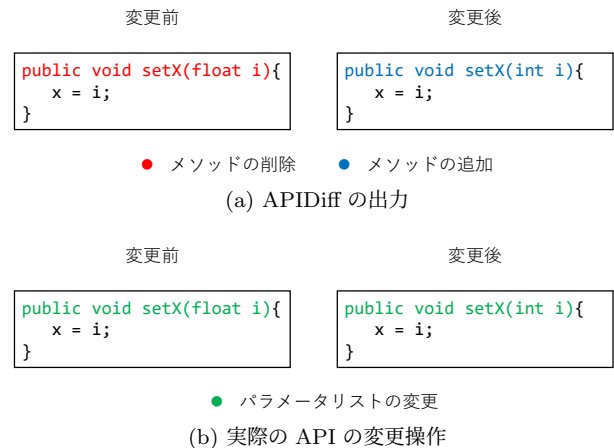 変更前 変更後
public void setX(float i){ public void setX(int i){
x = i; x = i;
} }
● メソッドの削除 ● メソッドの追加
(a) APIDiff の出力
変更前 変更後
public void setX(float i){ public void setX(int i){
x = i; x = i;
} }
● パラメータリストの変更
(b) 実際の API の変更操作